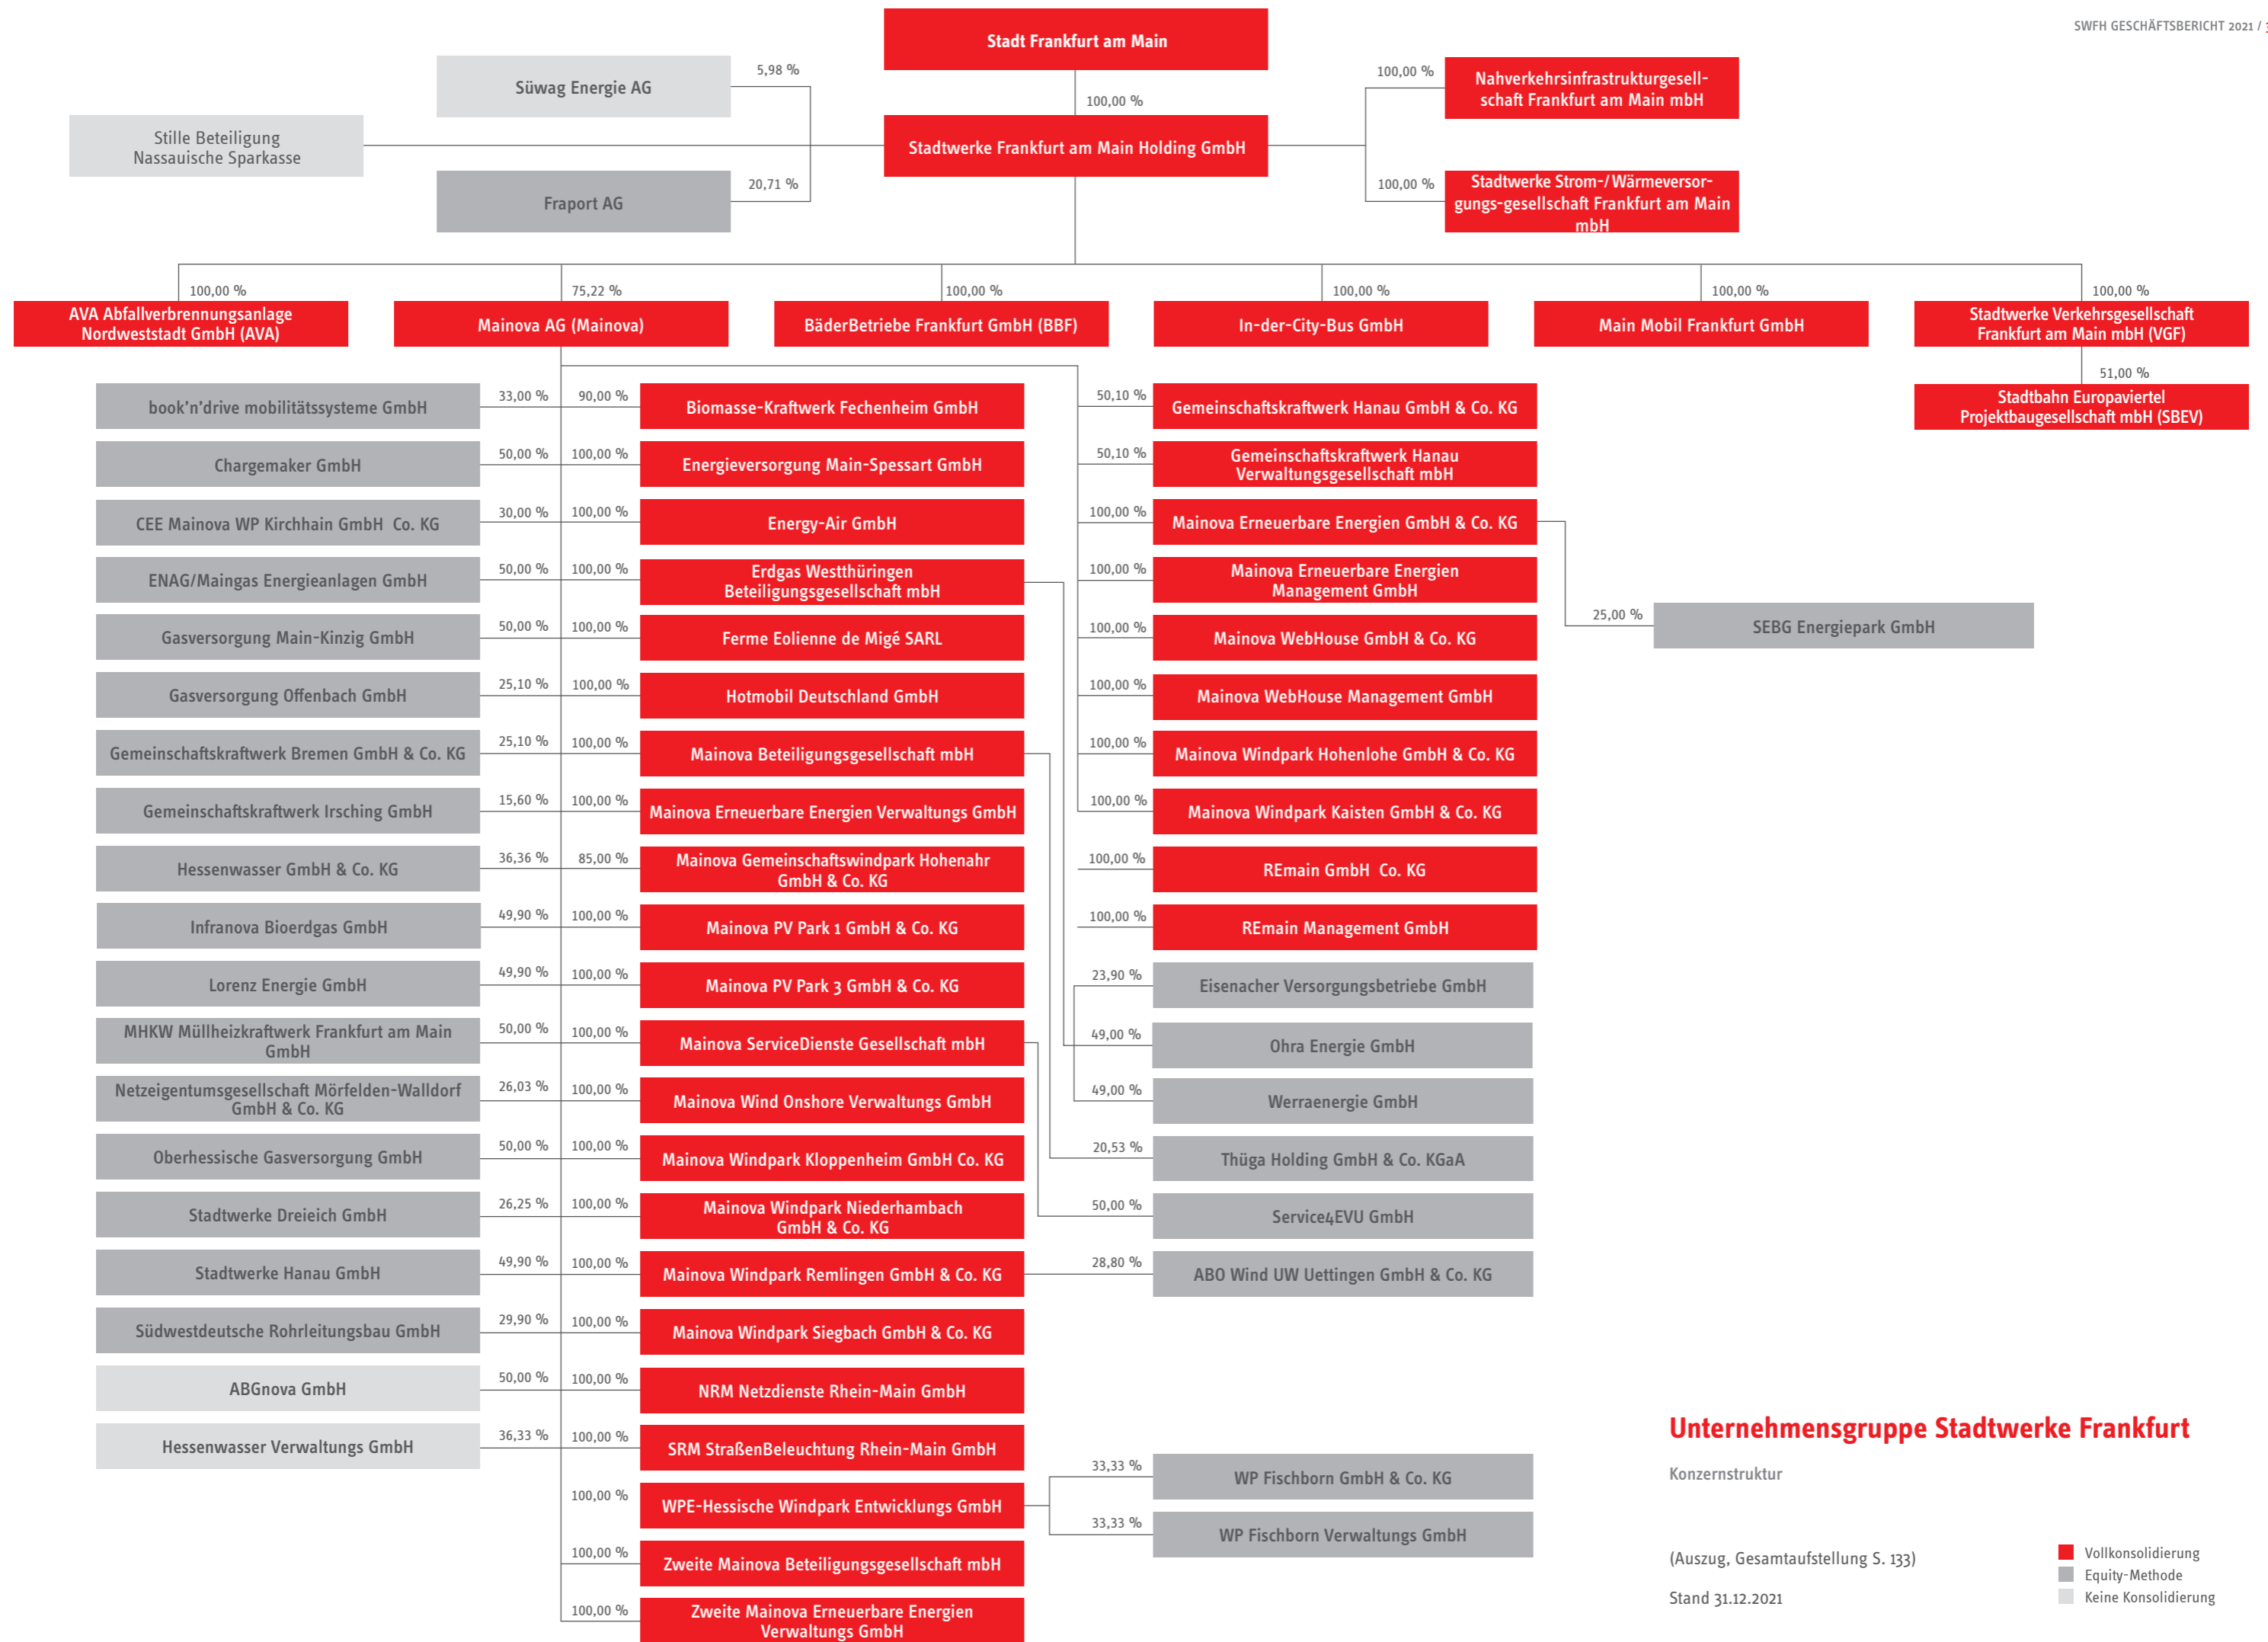 SWFH GESCHÄFTSBERICHT 2021 /
Stadt Frankfurt am Main
100,00 %
Süwag Energie AG
5,98 %
Stille Beteiligung
Nassauische Sparkasse
Fraport AG
20,71 %
Stadtwerke Frankfurt am Main Holding GmbH
100,00 %
Nahverkehrsinfrastrukturgesell-
schaft Frankfurt am Main mbH
100,00 %
Stadtwerke Strom-/Wärmeversor-
gungs-gesellschaft Frankfurt am Main
mbH
100,00 %
AVA Abfallverbrennungsanlage
Nordweststadt GmbH (AVA)
75,22 %
Mainova AG (Mainova)
100,00 %
BäderBetriebe Frankfurt GmbH (BBF)
100,00 %
In-der-City-Bus GmbH
100,00 %
Main Mobil Frankfurt GmbH
100,00 %
Stadtwerke Verkehrsgesellschaft
Frankfurt am Main mbH (VGF)
51,00 %
Stadtbahn Europaviertel
Projektbaugesellschaft mbH (SBEV)
book'n'drive mobilitätssysteme GmbH
33,00 %
Chargemaker GmbH
50,00 %
CEE Mainova WP Kirchhain GmbH Co. KG
30,00 %
ENAG/Maingas Energieanlagen GmbH
50,00 %
Gasversorgung Main-Kinzig GmbH
50,00 %
Gasversorgung Offenbach GmbH
25,10 %
Gemeinschaftskraftwerk Bremen GmbH & Co. KG
25,10 %
Gemeinschaftskraftwerk Irsching GmbH
15,60 %
Hessenwasser GmbH & Co. KG
36,36 %
Infranova Bioerdgas GmbH
49,90 %
Lorenz Energie GmbH
49,90 %
MHKW Müllheizkraftwerk Frankfurt am Main
GmbH
50,00 %
Netzeigentumsgesellschaft Mörfelden-Walldorf
GmbH & Co. KG
26,03 %
Oberhessische Gasversorgung GmbH
50,00 %
Stadtwerke Dreieich GmbH
26,25 %
Stadtwerke Hanau GmbH
49,90 %
Südwestdeutsche Rohrleitungsbau GmbH
29,90 %
ABGnova GmbH
50,00 %
Hessenwasser Verwaltungs GmbH
36,33 %
90,00 %
Biomasse-Kraftwerk Fechenheim GmbH
100,00 %
Energieversorgung Main-Spessart GmbH
100,00 %
Energy-Air GmbH
100,00 %
Erdgas Westthüringen
Beteiligungsgesellschaft mbH
100,00 %
Ferme Eolienne de Migé SARL
100,00 %
Hotmobil Deutschland GmbH
100,00 %
Mainova Beteiligungsgesellschaft mbH
100,00 %
Mainova Erneuerbare Energien Verwaltungs GmbH
85,00 %
Mainova Gemeinschaftswindpark Hohenahr
GmbH & Co. KG
100,00 %
Mainova PV Park 1 GmbH & Co. KG
100,00 %
Mainova PV Park 3 GmbH & Co. KG
100,00 %
Mainova ServiceDienste Gesellschaft mbH
100,00 %
Mainova Wind Onshore Verwaltungs GmbH
100,00 %
Mainova Windpark Kloppenheim GmbH Co. KG
100,00 %
Mainova Windpark Niederhambach
GmbH & Co. KG
100,00 %
Mainova Windpark Remlingen GmbH & Co. KG
100,00 %
Mainova Windpark Siegbach GmbH & Co. KG
100,00 %
NRM Netzdienste Rhein-Main GmbH
100,00 %
SRM StraßenBeleuchtung Rhein-Main GmbH
100,00 %
WPE-Hessische Windpark Entwicklungs GmbH
100,00 %
Zweite Mainova Beteiligungsgesellschaft mbH
100,00 %
Zweite Mainova Erneuerbare Energien
Verwaltungs GmbH
50,10 %
Gemeinschaftskraftwerk Hanau GmbH & Co. KG
50,10 %
Gemeinschaftskraftwerk Hanau
Verwaltungsgesellschaft mbH
100,00 %
Mainova Erneuerbare Energien GmbH & Co. KG
100,00 %
Mainova Erneuerbare Energien
Management GmbH
100,00 %
Mainova WebHouse GmbH & Co. KG
100,00 %
Mainova WebHouse Management GmbH
100,00 %
Mainova Windpark Hohenlohe GmbH & Co. KG
100,00 %
Mainova Windpark Kaisten GmbH & Co. KG
100,00 %
REmain GmbH Co. KG
100,00 %
REmain Management GmbH
23,90 %
Eisenacher Versorgungsbetriebe GmbH
49,00 %
Ohra Energie GmbH
49,00 %
Werraenergie GmbH
20,53 %
Thüga Holding GmbH & Co. KGaA
50,00 %
Service4EVU GmbH
28,80 %
ABO Wind UW Uettingen GmbH & Co. KG
33,33 %
WP Fischborn GmbH & Co. KG
33,33 %
WP Fischborn Verwaltungs GmbH
25,00 %
SEBG Energiepark GmbH
Unternehmensgruppe Stadtwerke Frankfurt
Konzernstruktur
(Auszug, Gesamtaufstellung S. 133)
Stand 31.12.2021
Vollkonsolidierung
Equity-Methode
Keine Konsolidierung